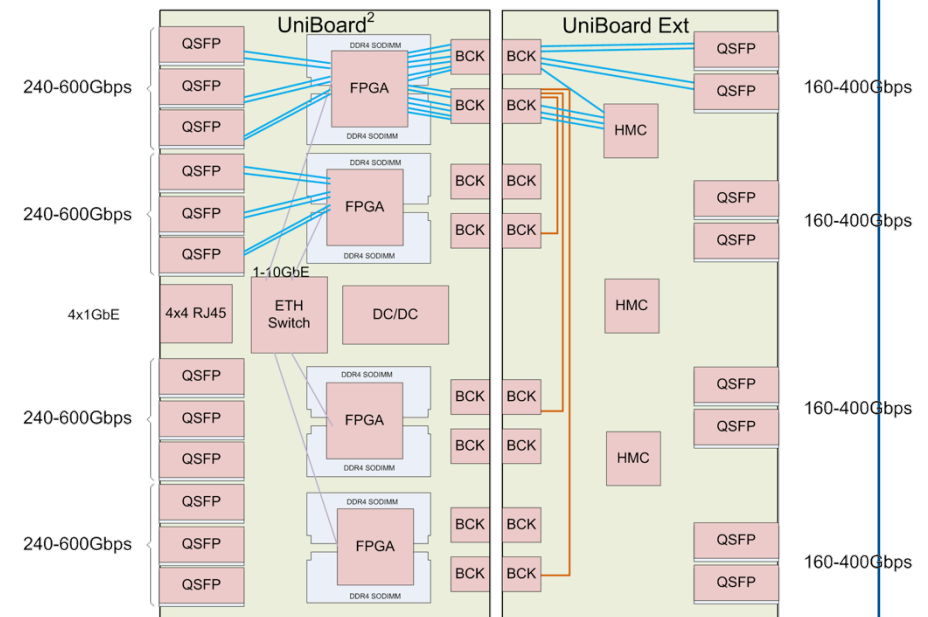 UniBoard²
UniBoard Ext
QSFP
QSFP
QSFP
240-600Gbps
DDR4 SODIMM
FPGA
DDR4 SODIMM
BCK
BCK
BCK
BCK
HMC
QSFP
QSFP
160-400Gbps
QSFP
QSFP
QSFP
240-600Gbps
DDR4 SODIMM
FPGA
DDR4 SODIMM
BCK
BCK
BCK
BCK
QSFP
QSFP
160-400Gbps
4x1GbE
4x4 RJ45
1-10GbE
ETH
Switch
DC/DC
HMC
QSFP
QSFP
QSFP
240-600Gbps
DDR4 SODIMM
FPGA
DDR4 SODIMM
BCK
BCK
BCK
BCK
HMC
QSFP
QSFP
160-400Gbps
QSFP
QSFP
QSFP
240-600Gbps
DDR4 SODIMM
FPGA
DDR4 SODIMM
BCK
BCK
BCK
BCK
QSFP
QSFP
160-400Gbps